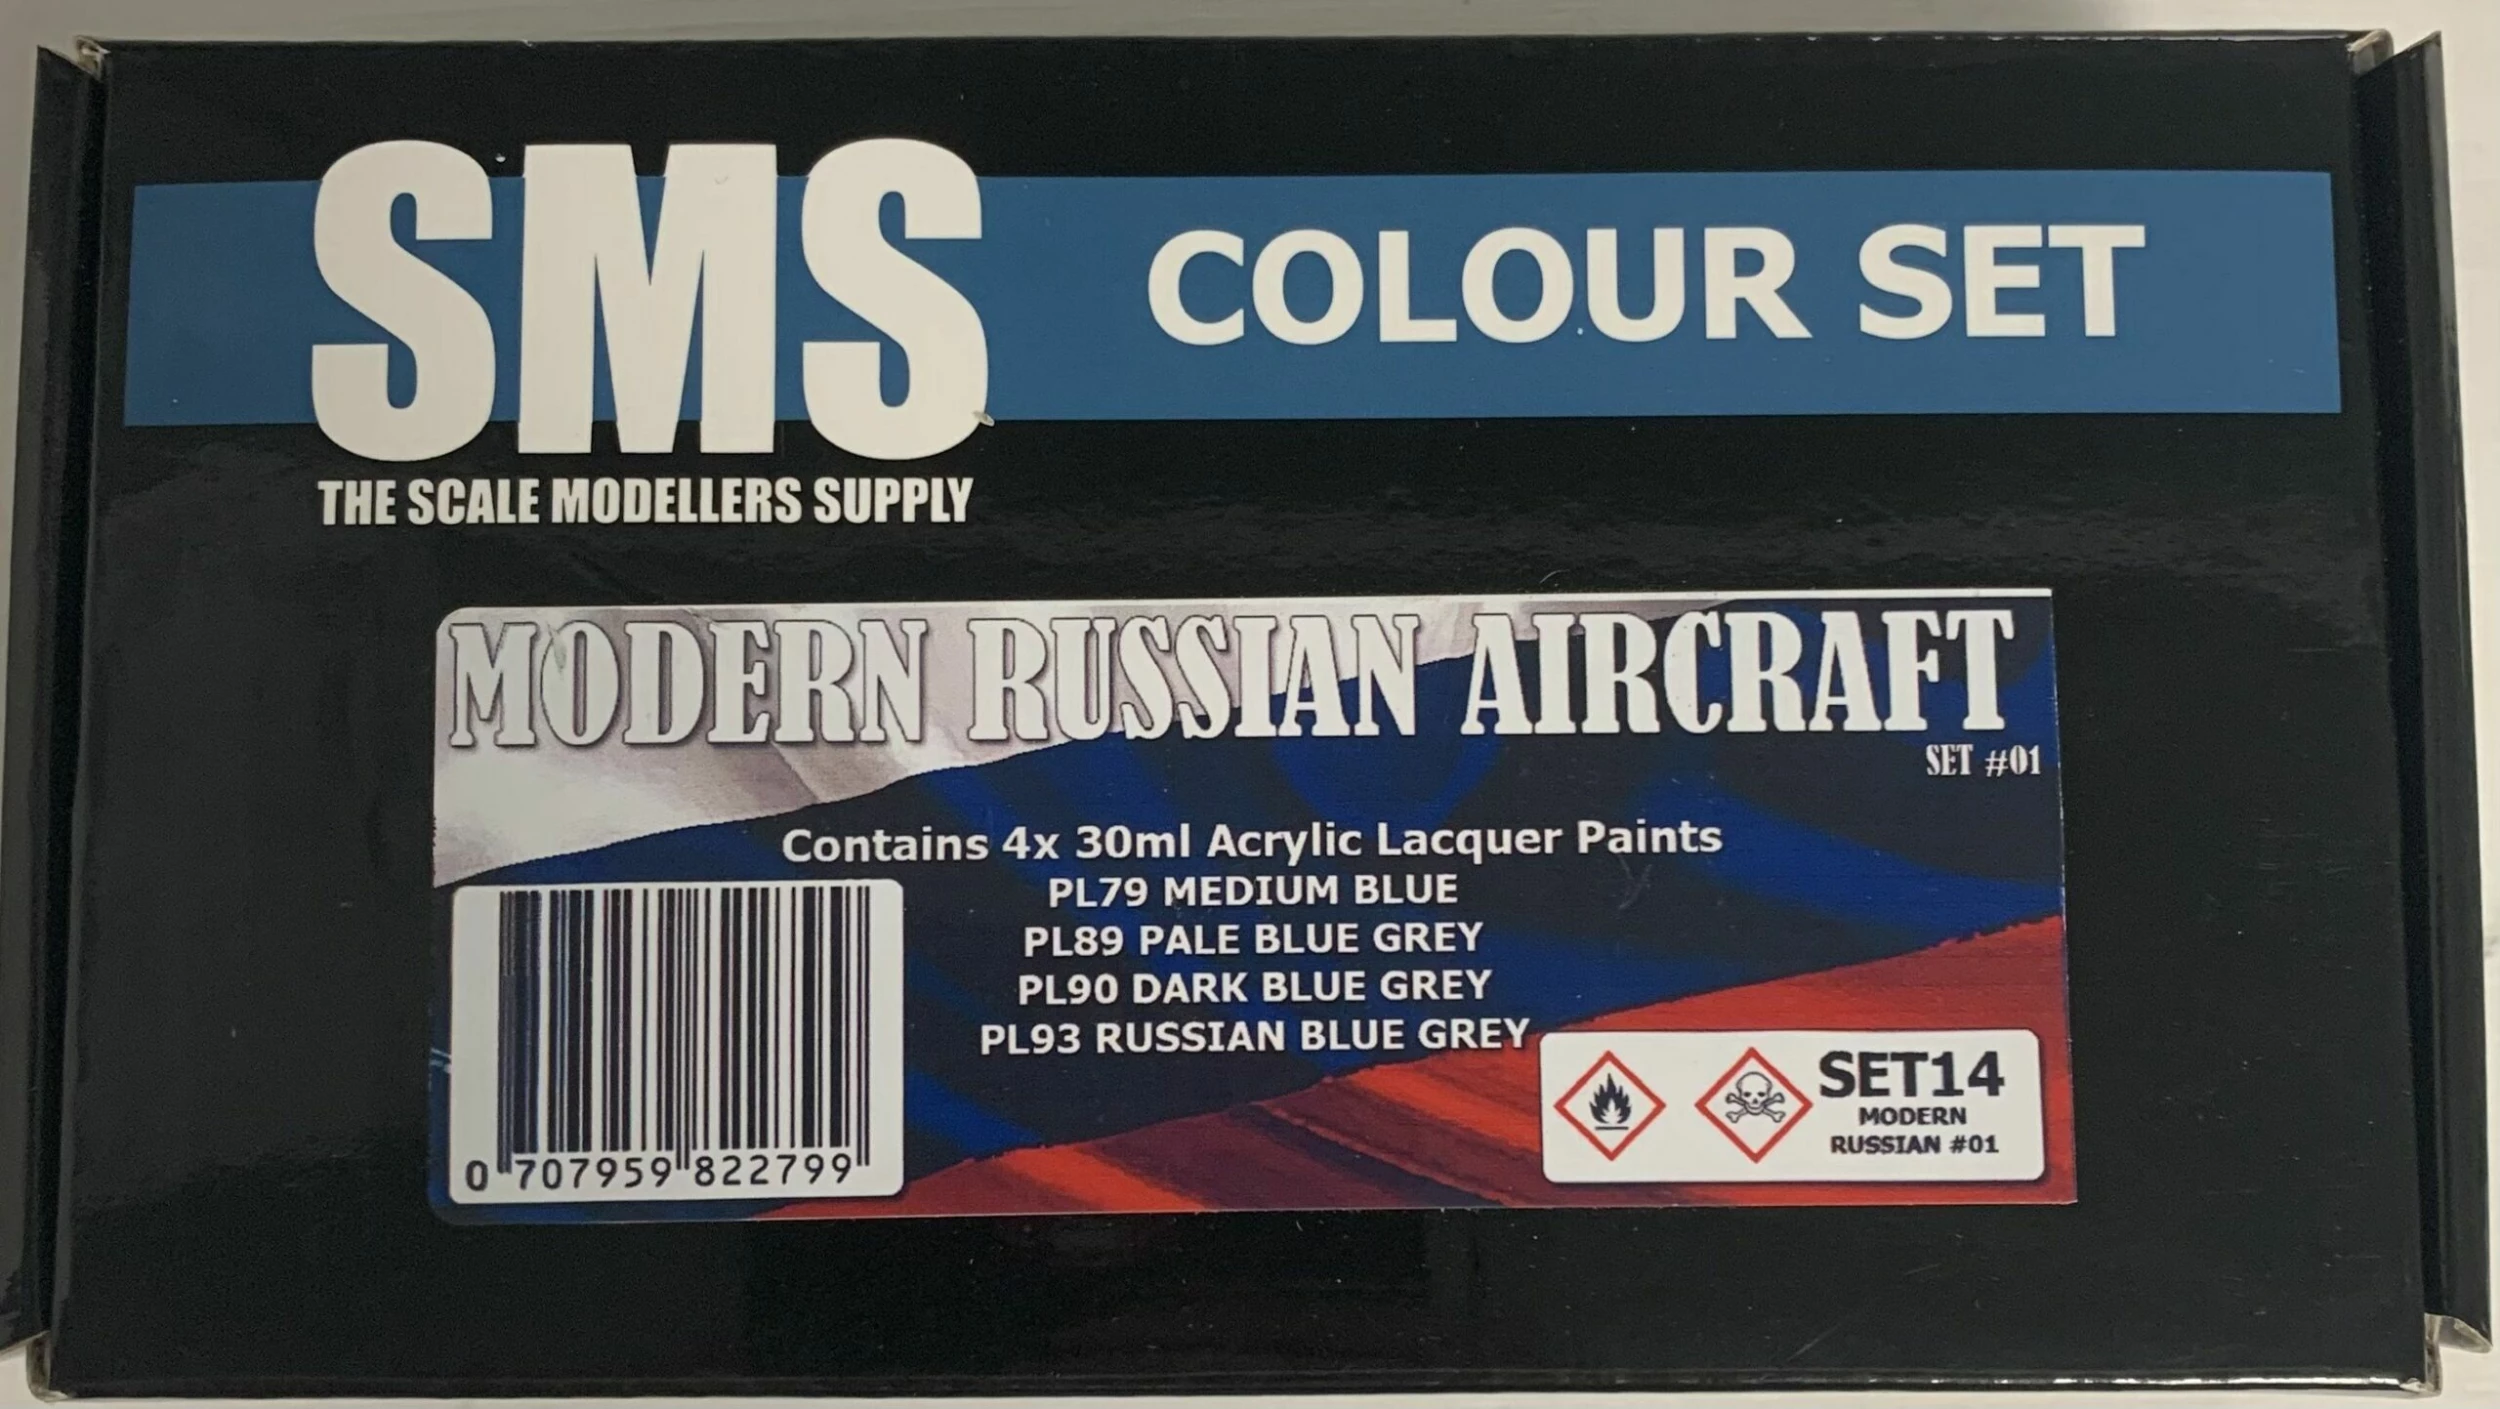 SMS
COLOUR SET
THE SCALE MODELLERS SUPPLY
MODERN RUSSIAN AIRCRAFT
SET #01
Contains 4x 30ml Acrylic Lacquer Paints
PL79 MEDIUM BLUE
PL89 PALE BLUE GREY
PL90 DARK BLUE GREY
PL93 RUSSIAN BLUE GREY
0 707959 822799
SET14
MODERN
RUSSIAN #01